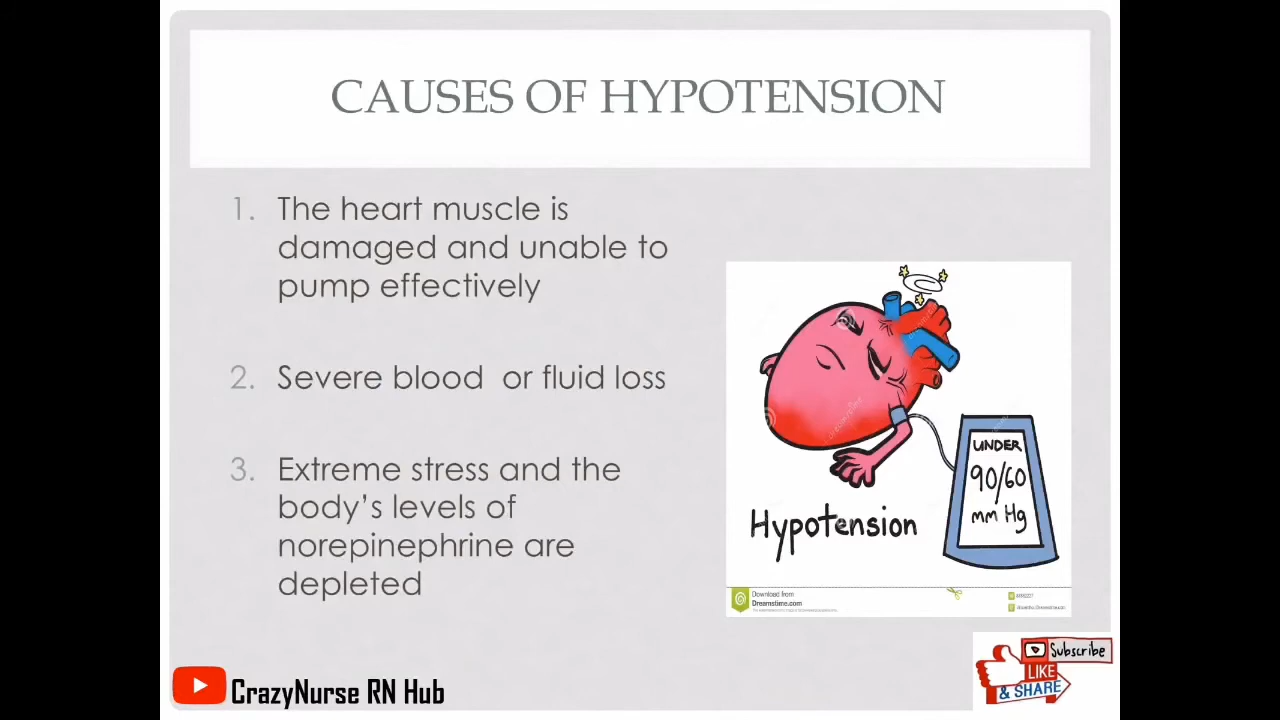 CAUSES OF HYPOTENSION
1. The heart muscle is
damaged and unable to
pump effectively
2. Severe blood or fluid loss
3. Extreme stress and the
body's levels of
norepinephrine are
depleted
UNDER
90/60
mm Hg
Hypotension
Download from
Dreamstime.com
Subscribe
LIKE
& SHARE
CrazyNurse RN Hub